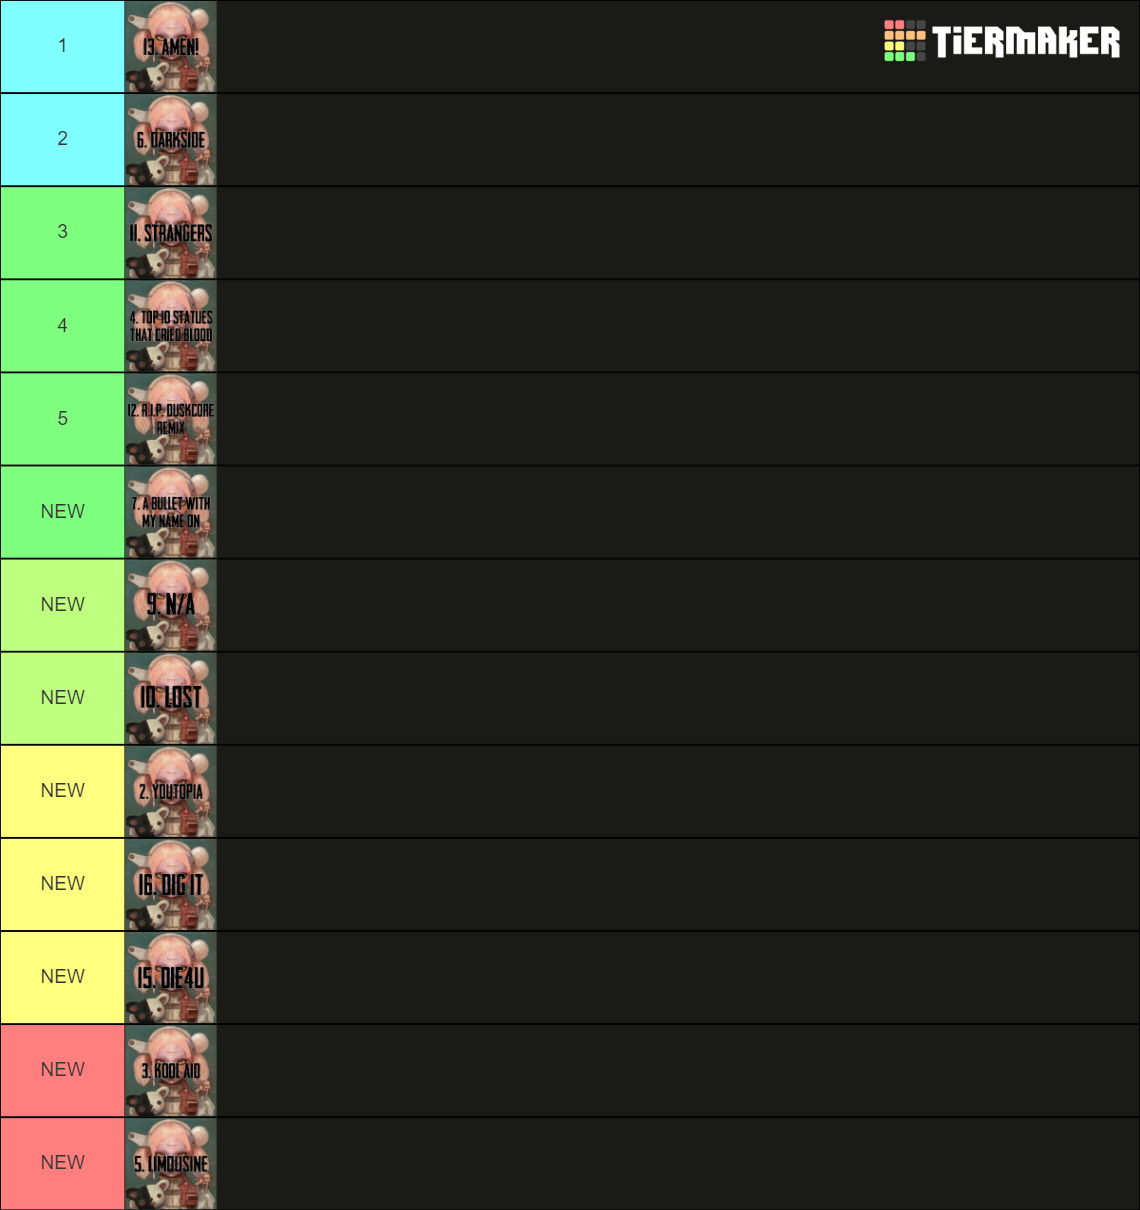 1
13. AMEN!
TiERMAKER
2
6. DARKSIDE
3
11. STRANGERS
4
4. TOP 10 STATUES
THAT CRIED BLOOD
5
12. R.I.P. DUSKCORE
REMIX
NEW
7. A BULLET WITH
MY NAME ON
NEW
9. N/A
NEW
10. LOST
NEW
2. YOUTOPIA
NEW
16. DIG IT
NEW
15. DIE4U
NEW
3. KOOL AID
NEW
5. LIMOUSINE